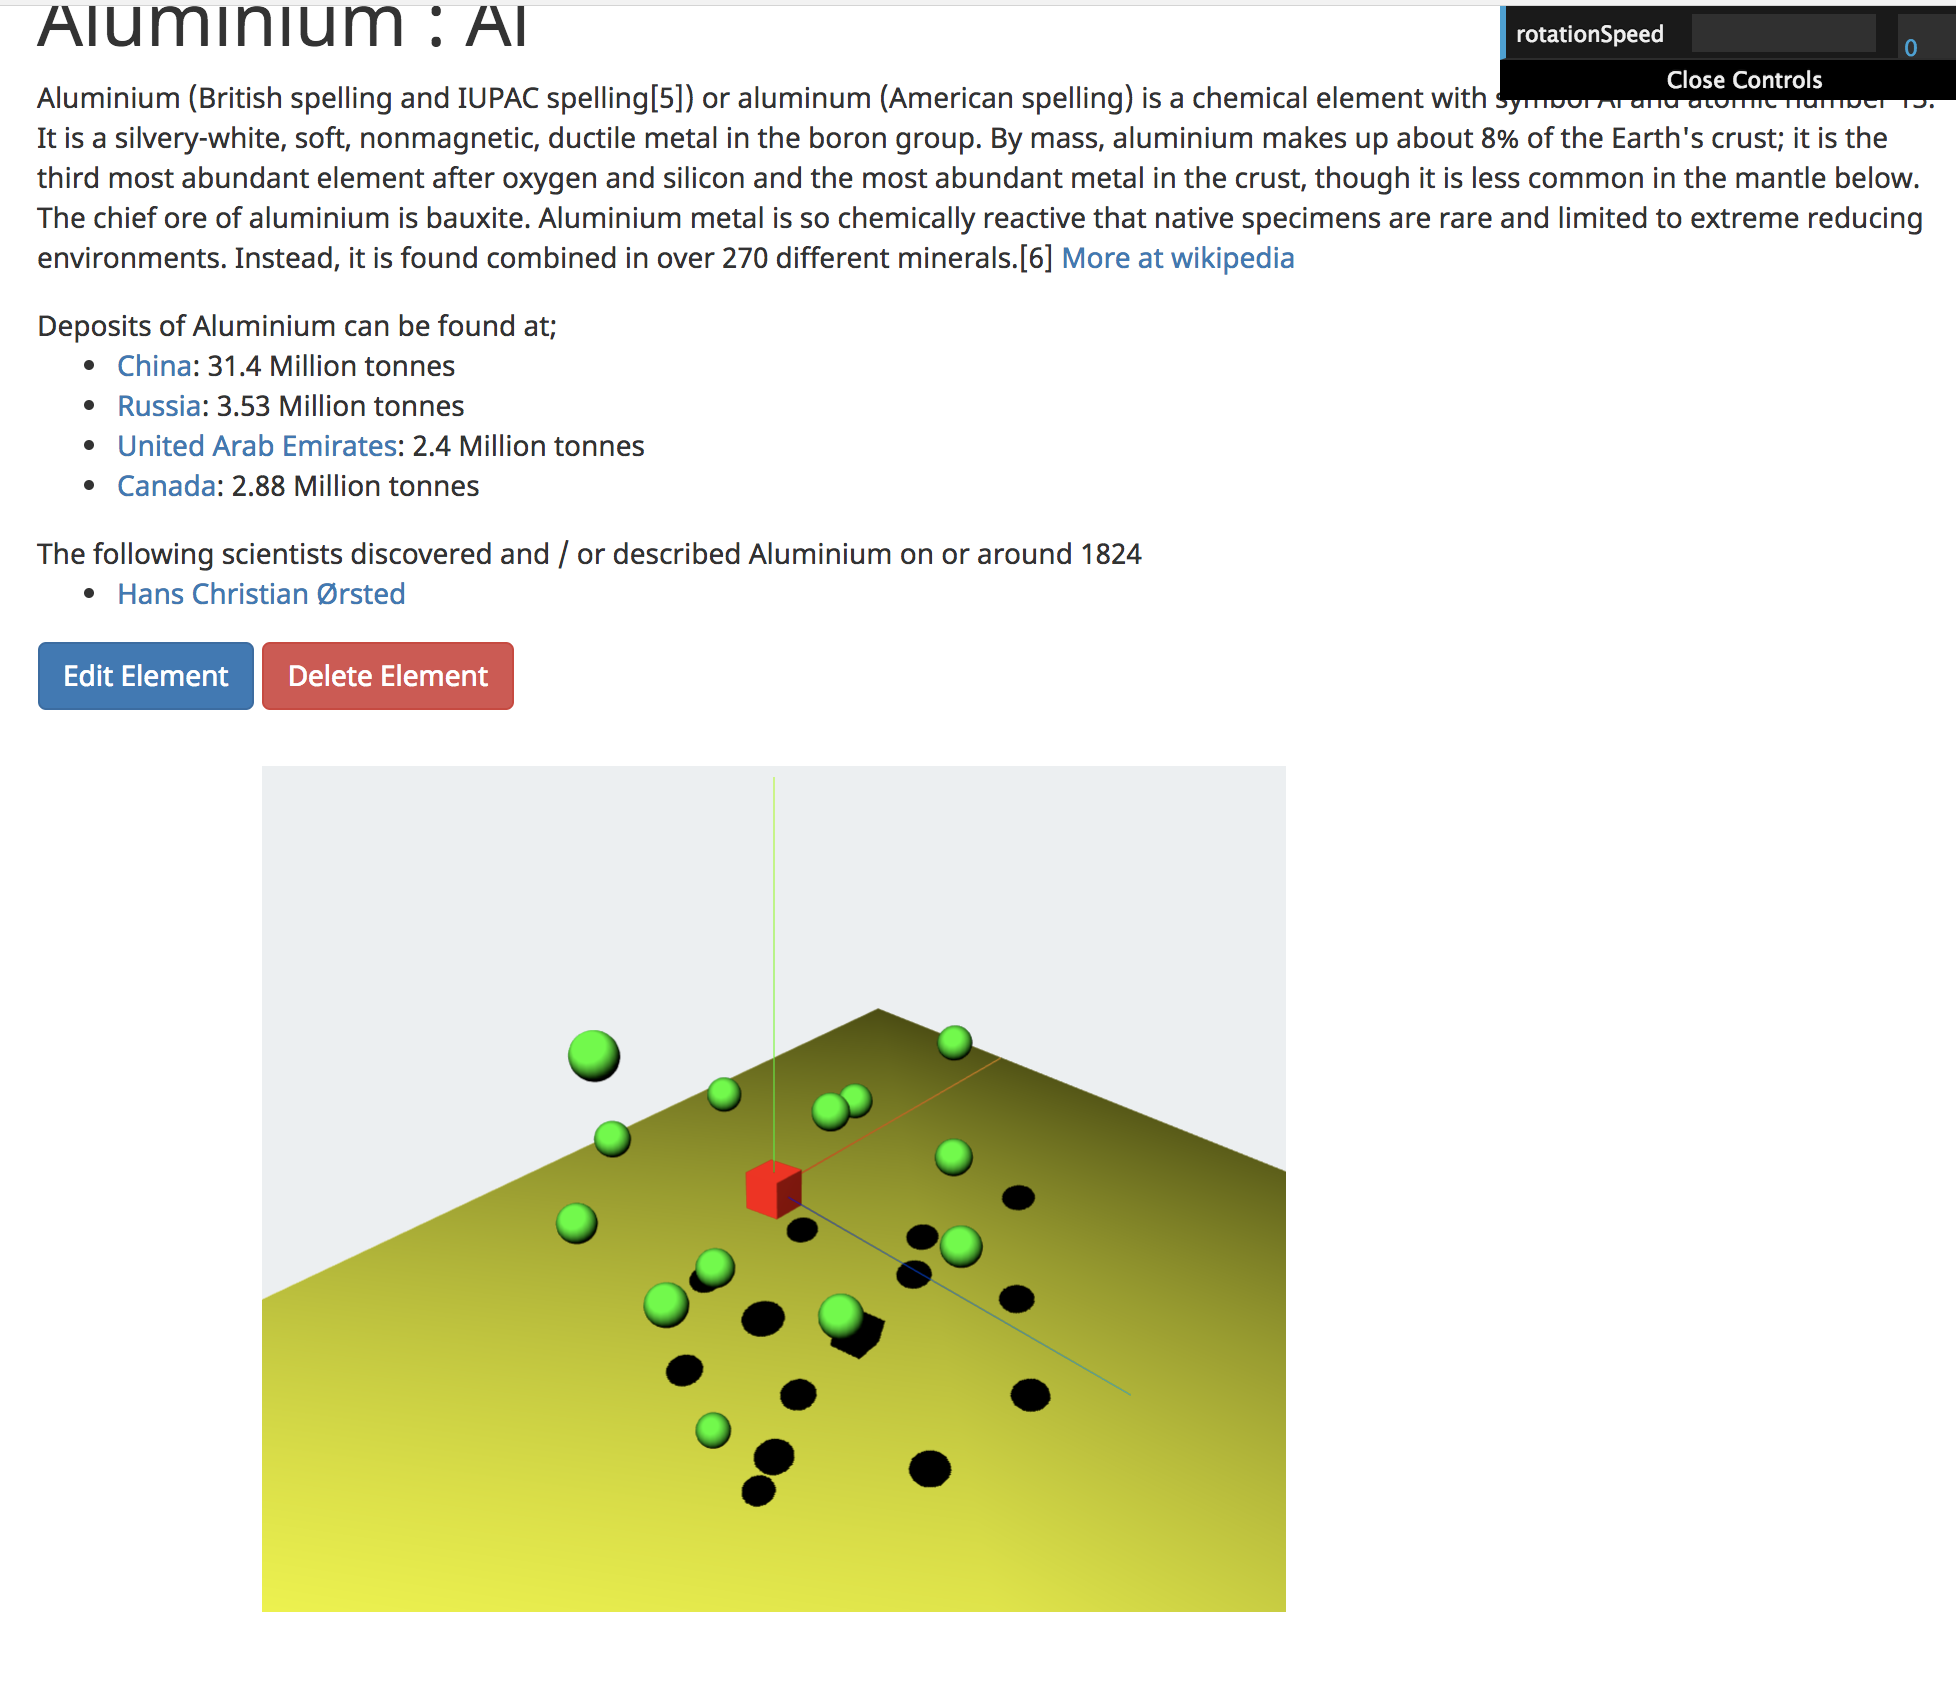 Aluminium : Al
rotationSpeed
0
Close Controls
Aluminium (British spelling and IUPAC spelling[5]) or aluminum (American spelling) is a chemical element with symbol Al and atomic number 13.
It is a silvery-white, soft, nonmagnetic, ductile metal in the boron group. By mass, aluminium makes up about 8% of the Earth's crust; it is the
third most abundant element after oxygen and silicon and the most abundant metal in the crust, though it is less common in the mantle below.
The chief ore of aluminium is bauxite. Aluminium metal is so chemically reactive that native specimens are rare and limited to extreme reducing
environments. Instead, it is found combined in over 270 different minerals.[6] More at wikipedia
Deposits of Aluminium can be found at;
• China: 31.4 Million tonnes
• Russia: 3.53 Million tonnes
• United Arab Emirates: 2.4 Million tonnes
• Canada: 2.88 Million tonnes
The following scientists discovered and / or described Aluminium on or around 1824
• Hans Christian Ørsted
Edit Element
Delete Element